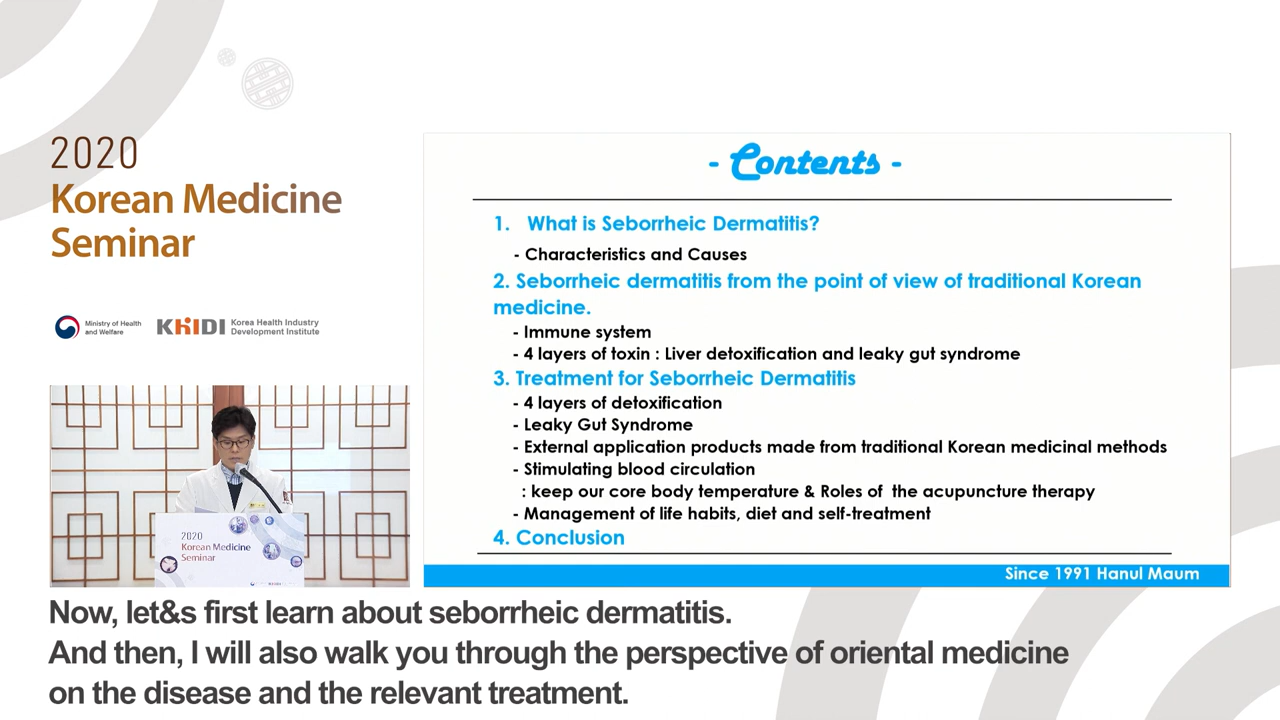 2020
Korean Medicine
Seminar
Ministry of Health
and Welfare
KHIDI
Korea Health Industry
Development Institute
- Contents -
1. What is Seborrheic Dermatitis?
- Characteristics and Causes
2. Seborrheic dermatitis from the point of view of traditional Korean
medicine.
- Immune system
- 4 layers of toxin : Liver detoxification and leaky gut syndrome
3. Treatment for Seborrheic Dermatitis
- 4 layers of detoxification
- Leaky Gut Syndrome
- External application products made from traditional Korean medicinal methods
- Stimulating blood circulation
: keep our core body temperature & Roles of the acupuncture therapy
- Management of life habits, diet and self-treatment
4. Conclusion
Since 1991 Hanul Maum
2020
Korean Medicine
Seminar
Now, let&s first learn about seborrheic dermatitis.
And then, I will also walk you through the perspective of oriental medicine
on the disease and the relevant treatment.